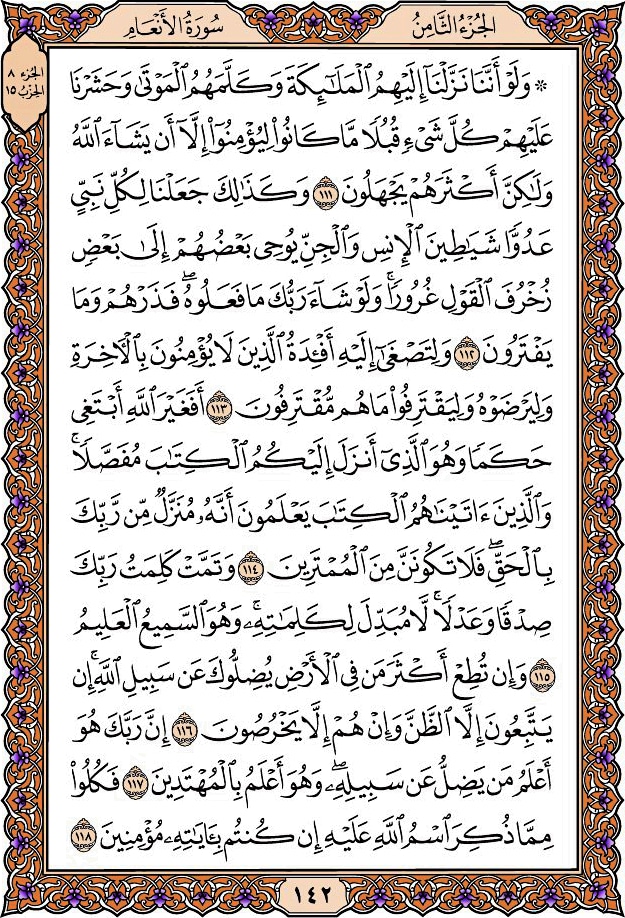 الجُزْءُ الثَّامِنُ
سُورَةُ الأَنْعَامِ
الجزء ٨
الحزب ١٥
۞ وَلَوْ أَنَّنَا نَزَّلْنَآ إِلَيْهِمُ ٱلْمَلَٰٓئِكَةَ وَكَلَّمَهُمُ ٱلْمَوْتَىٰ وَحَشَرْنَا
عَلَيْهِمْ كُلَّ شَىْءٍ قُبُلًا مَّا كَانُوا۟ لِيُؤْمِنُوٓا۟ إِلَّآ أَن يَشَآءَ ٱللَّهُ
وَلَٰكِنَّ أَكْثَرَهُمْ يَجْهَلُونَ ١١١ وَكَذَٰلِكَ جَعَلْنَا لِكُلِّ نَبِىٍّ
عَدُوًّا شَيَٰطِينَ ٱلْإِنسِ وَٱلْجِنِّ يُوحِى بَعْضُهُمْ إِلَىٰ بَعْضٍ
زُخْرُفَ ٱلْقَوْلِ غُرُورًا ۚ وَلَوْ شَآءَ رَبُّكَ مَا فَعَلُوهُ ۖ فَذَرْهُمْ وَمَا
يَفْتَرُونَ ١١٢ وَلِتَصْغَىٰٓ إِلَيْهِ أَفْـِٔدَةُ ٱلَّذِينَ لَا يُؤْمِنُونَ بِٱلْءَاخِرَةِ
وَلِيَرْضَوْهُ وَلِيَقْتَرِفُوا۟ مَا هُم مُّقْتَرِفُونَ ١١٣ أَفَغَيْرَ ٱللَّهِ أَبْتَغِى
حَكَمًا وَهُوَ ٱلَّذِىٓ أَنزَلَ إِلَيْكُمُ ٱلْكِتَٰبَ مُفَصَّلًا ۚ
وَٱلَّذِينَ ءَاتَيْنَٰهُمُ ٱلْكِتَٰبَ يَعْلَمُونَ أَنَّهُۥ مُنَزَّلٌ مِّن رَّبِّكَ
بِٱلْحَقِّ ۖ فَلَا تَكُونَنَّ مِنَ ٱلْمُمْتَرِينَ ١١٤ وَتَمَّتْ كَلِمَتُ رَبِّكَ
صِدْقًا وَعَدْلًا ۚ لَّا مُبَدِّلَ لِكَلِمَٰتِهِۦ ۚ وَهُوَ ٱلسَّمِيعُ ٱلْعَلِيمُ
١١٥ وَإِن تُطِعْ أَكْثَرَ مَن فِى ٱلْأَرْضِ يُضِلُّوكَ عَن سَبِيلِ ٱللَّهِ ۚ إِن
يَتَّبِعُونَ إِلَّا ٱلظَّنَّ وَإِنْ هُمْ إِلَّا يَخْرُصُونَ ١١٦ إِنَّ رَبَّكَ هُوَ
أَعْلَمُ مَن يَضِلُّ عَن سَبِيلِهِۦ ۖ وَهُوَ أَعْلَمُ بِٱلْمُهْتَدِينَ ١١٧ فَكُلُوا۟
مِمَّا ذُكِرَ ٱسْمُ ٱللَّهِ عَلَيْهِ إِن كُنتُم بِـَٔايَٰتِهِۦ مُؤْمِنِينَ ١١٨
١٤٢